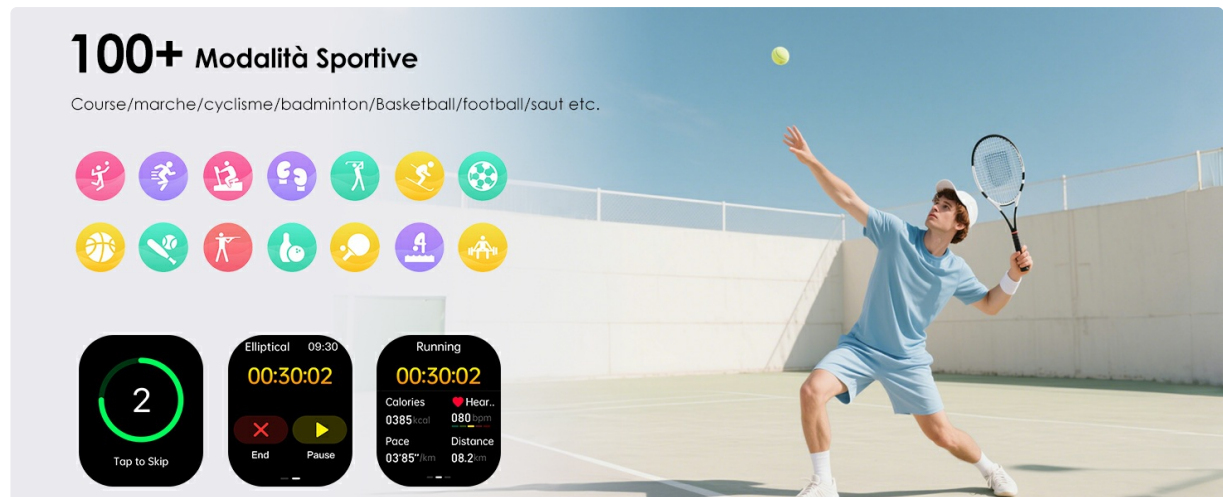 100+ Modalità Sportive
Course/marche/cyclisme/badminton/Basketball/football/saut etc.
2
Tap to Skip
Elliptical 09:30
00:30:02
End Pause
Running
00:30:02
Calories Hear..
0385kcal 080bpm
Pace Distance
03'85"/km 08.2km